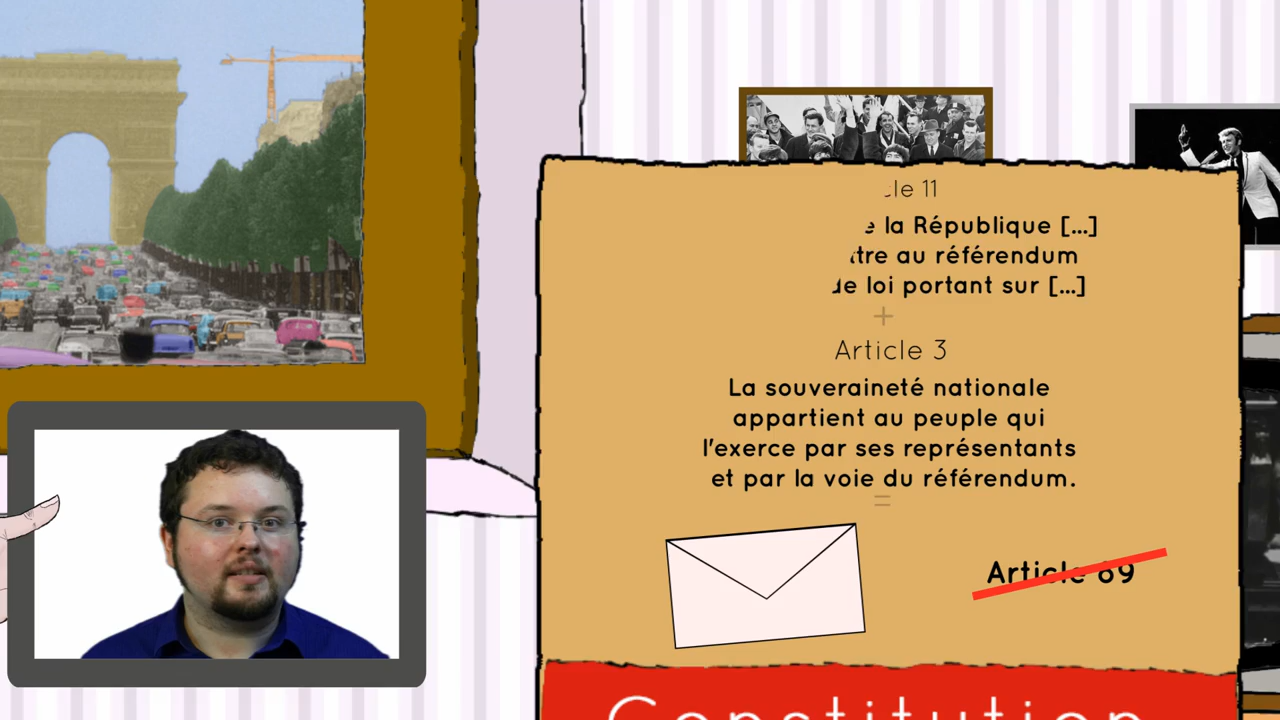 cle 11
la République [...]
tre au référendum
de loi portant sur [...]
+
Article 3
La souveraineté nationale
appartient au peuple qui
l'exerce par ses représentants
et par la voie du référendum.
=
Article 89
Constitution